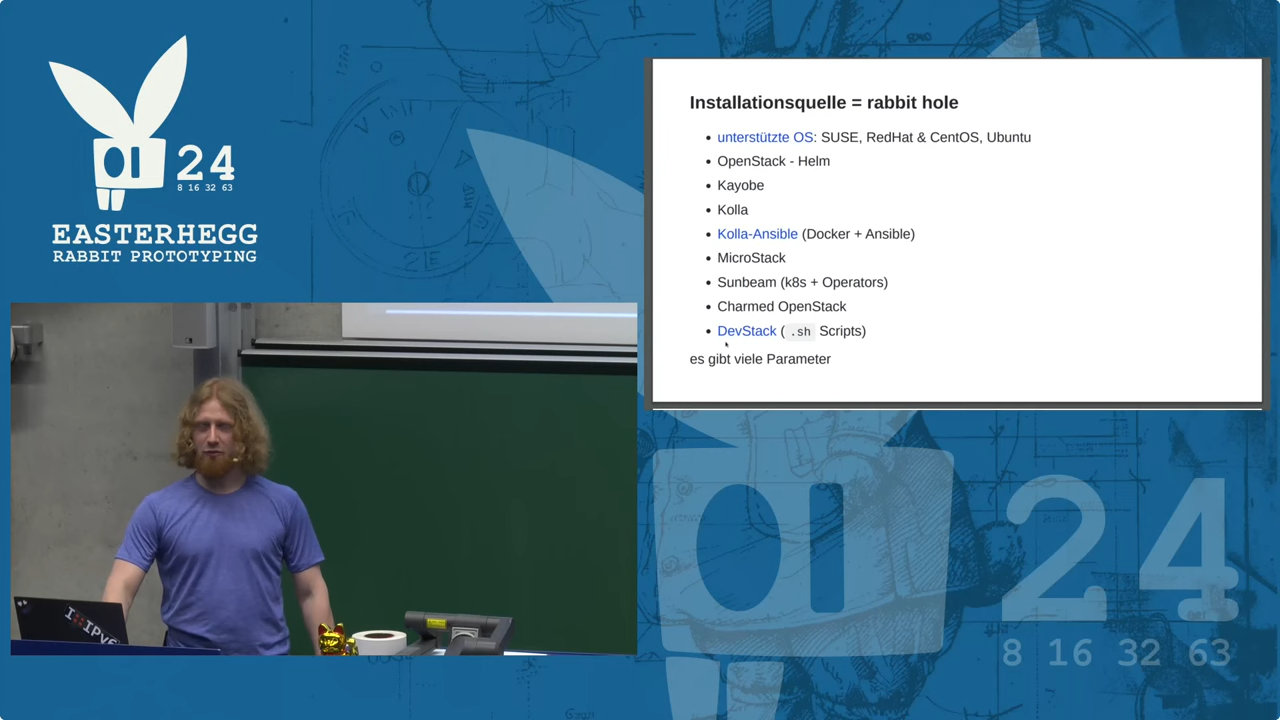 24
8 16 32 63
EASTERHEGG
RABBIT PROTOTYPING
Installationsquelle = rabbit hole
unterstützte OS: SUSE, RedHat & CentOS, Ubuntu
OpenStack - Helm
Kayobe
Kolla
Kolla-Ansible (Docker + Ansible)
MicroStack
Sunbeam (k8s + Operators)
Charmed OpenStack
DevStack ( .sh Scripts)
es gibt viele Parameter
24
8 16 32 63